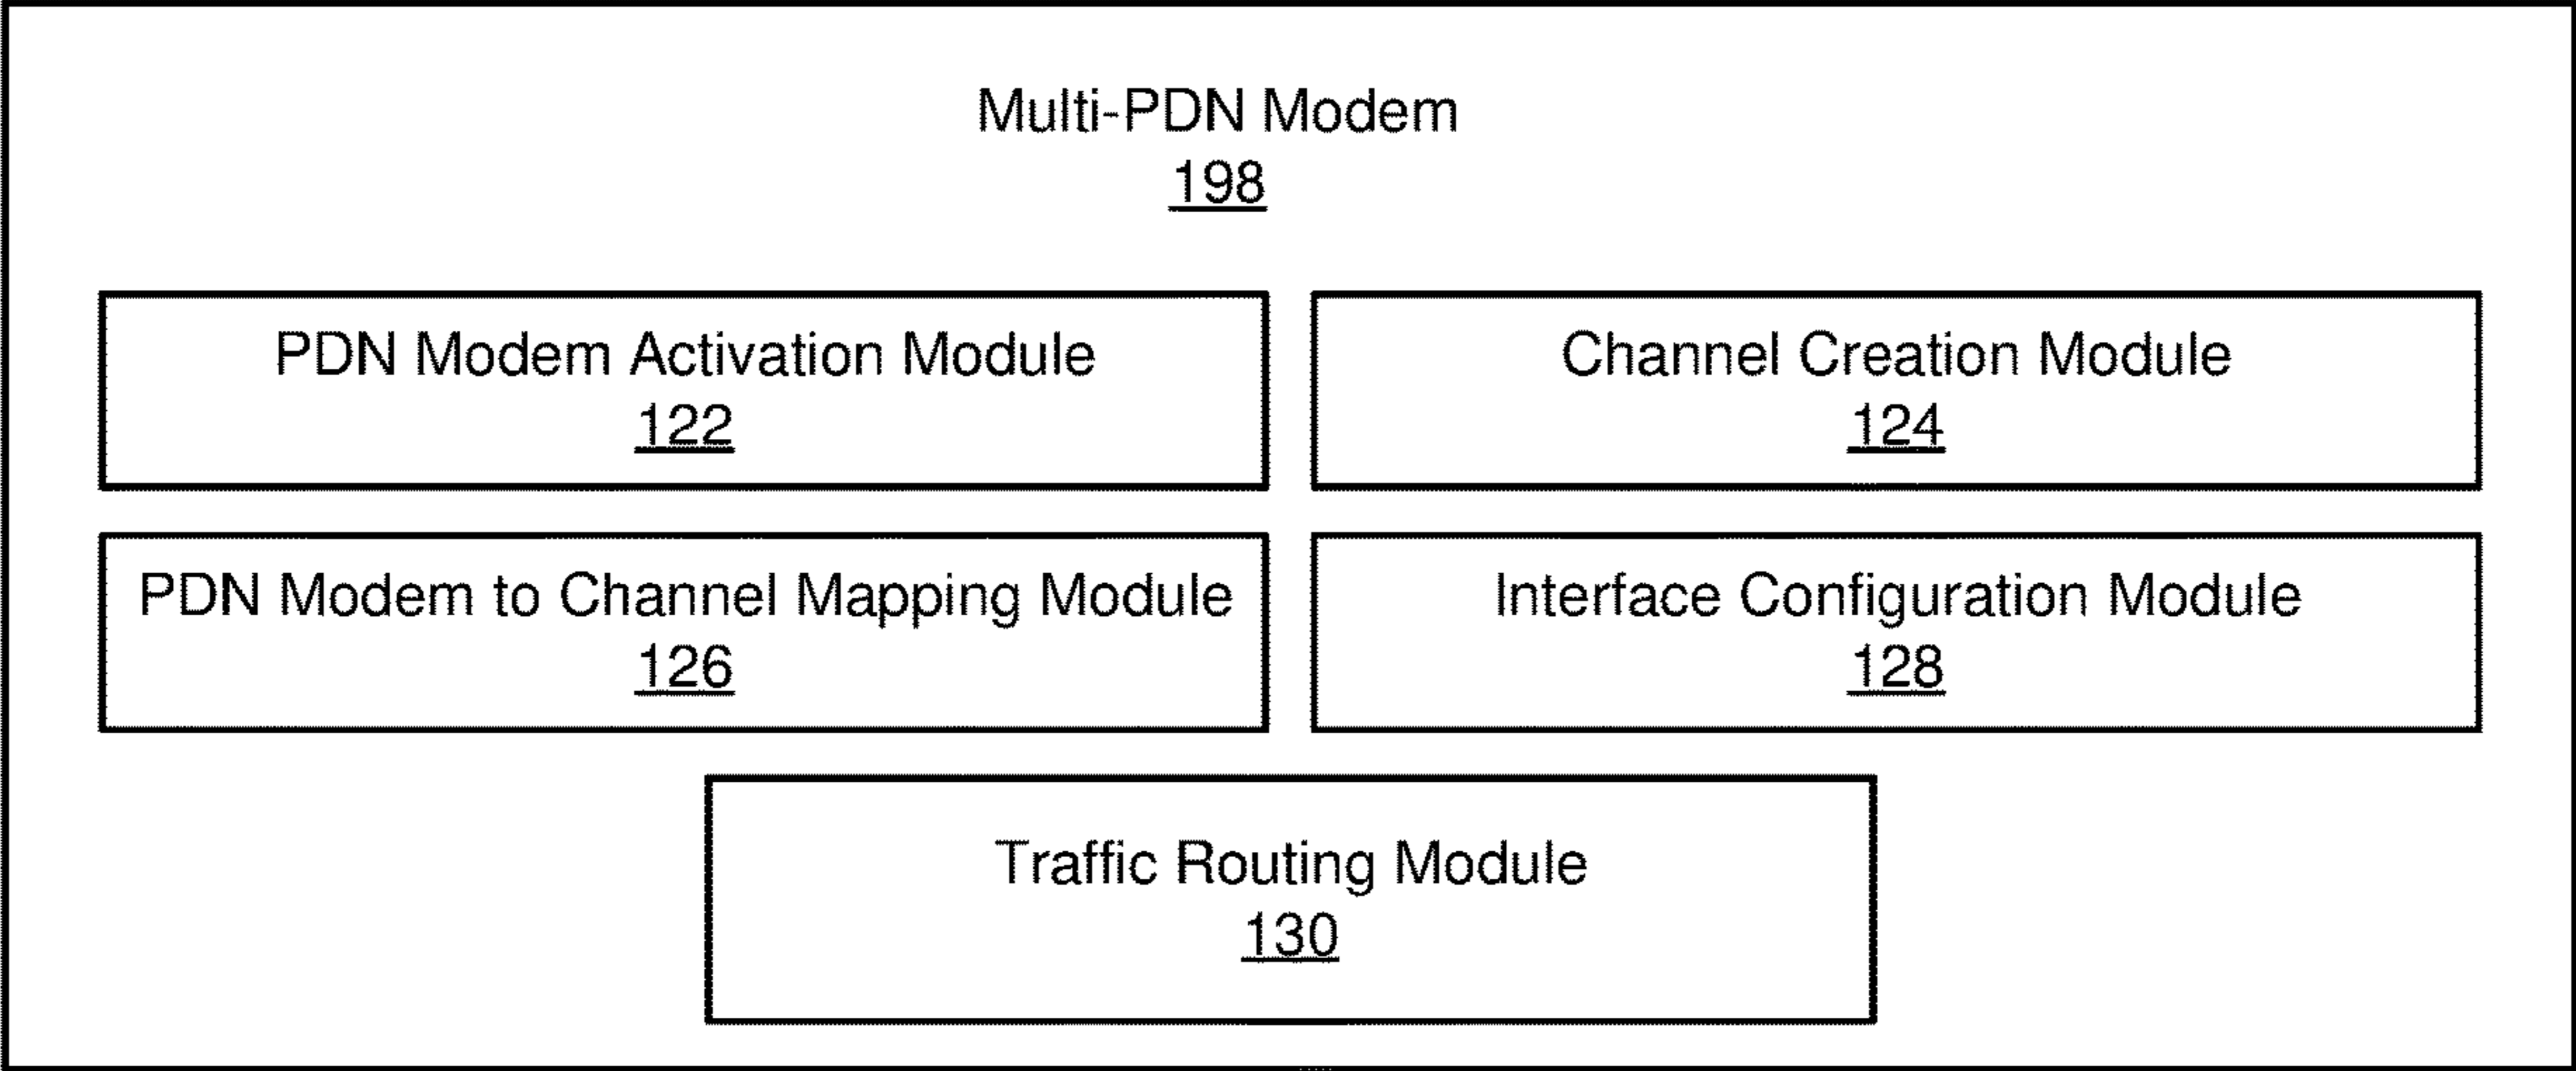 Multi-PDN Modem
198
PDN Modem Activation Module
122
Channel Creation Module
124
PDN Modem to Channel Mapping Module
126
Interface Configuration Module
128
Traffic Routing Module
130